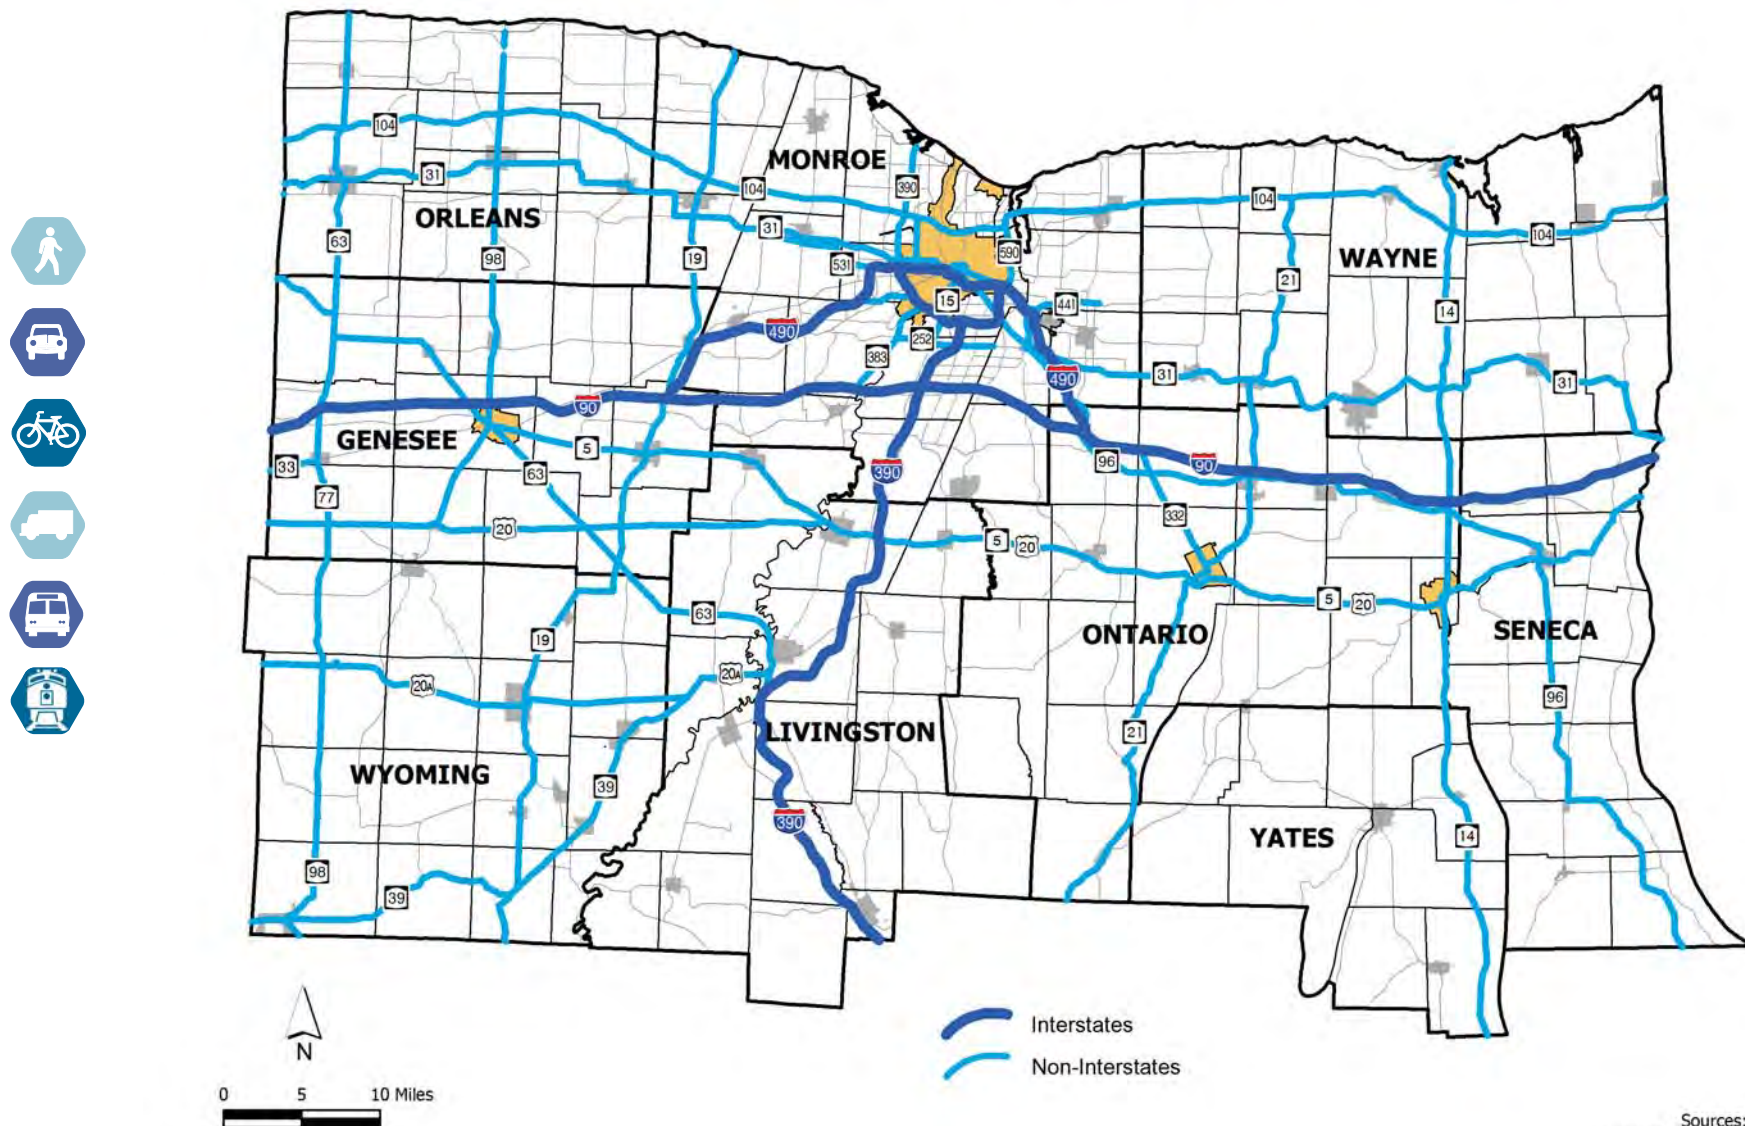 104
MONROE
31
104
390
104
ORLEANS
31
104
63
98
19
531
590
WAYNE
21
15
441
14
490
252
383
490
31
31
90
GENESEE
5
33
63
390
96
90
77
20
332
5
20
63
5
20
19
ONTARIO
SENECA
20A
20A
96
LIVINGSTON
21
WYOMING
39
390
YATES
14
98
39
N
Interstates
Non-Interstates
0 5 10 Miles
Sources: